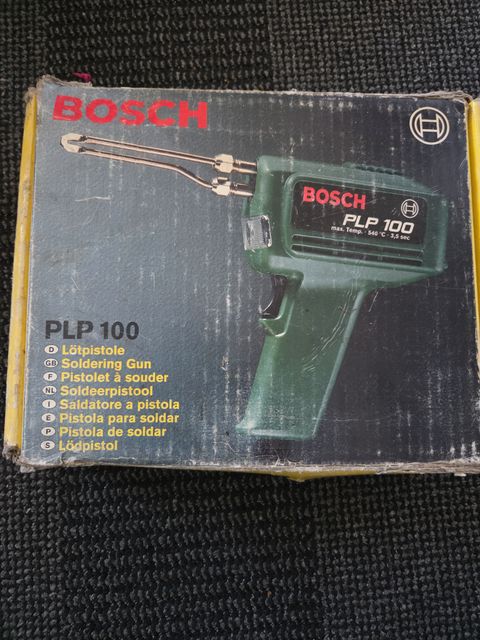 BOSCH
BOSCH
PLP 100
max. Temp. · 540 °C · 3,5 sec
PLP 100
D Lötpistole
GB Soldering Gun
F Pistolet à souder
NL Soldeerpistool
I Saldatore a pistola
E Pistola para soldar
P Pistola de soldar
S Lödpistol